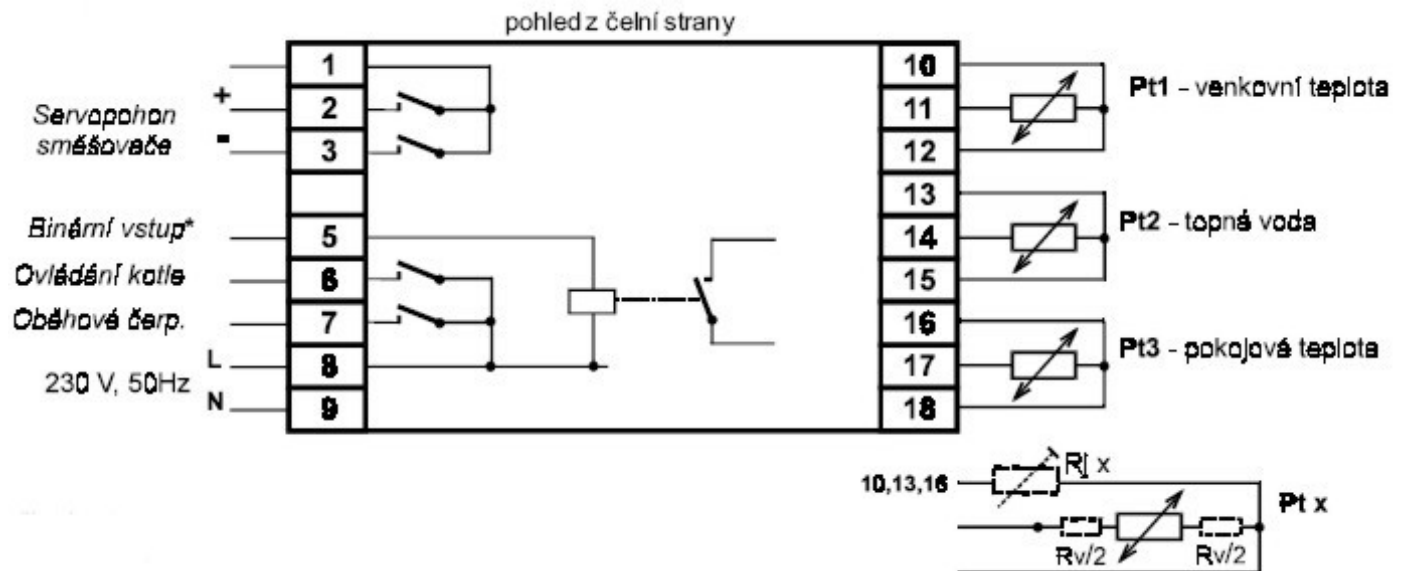 pohled z čelní strany
1
+ 2
Servopohon
směšovače
- 3
Binární vstup* 5
Ovládání kotle 6
Oběhové čerp. 7
L 8
230 V, 50Hz
N 9
10
11
12
Pt1 - venkovní teplota
13
14
15
Pt2 - topná voda
16
17
18
Pt3 - pokojová teplota
10,13,16
Rj x
Pt x
Rv/2 Rv/2